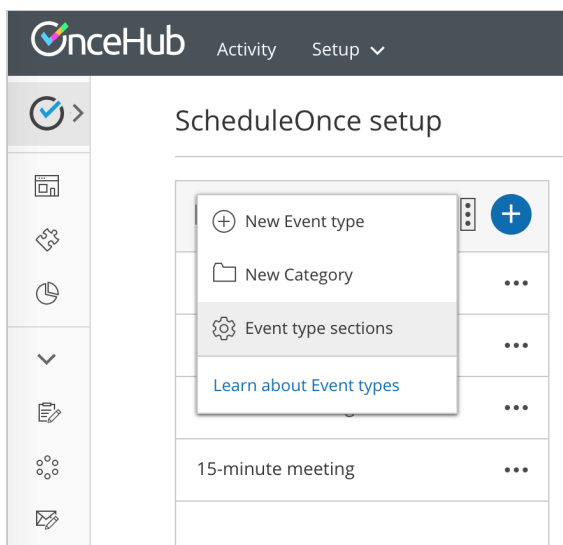 OnceHub
Activity
Setup
ScheduleOnce setup
New Event type
New Category
Event type sections
Learn about Event types
15-minute meeting